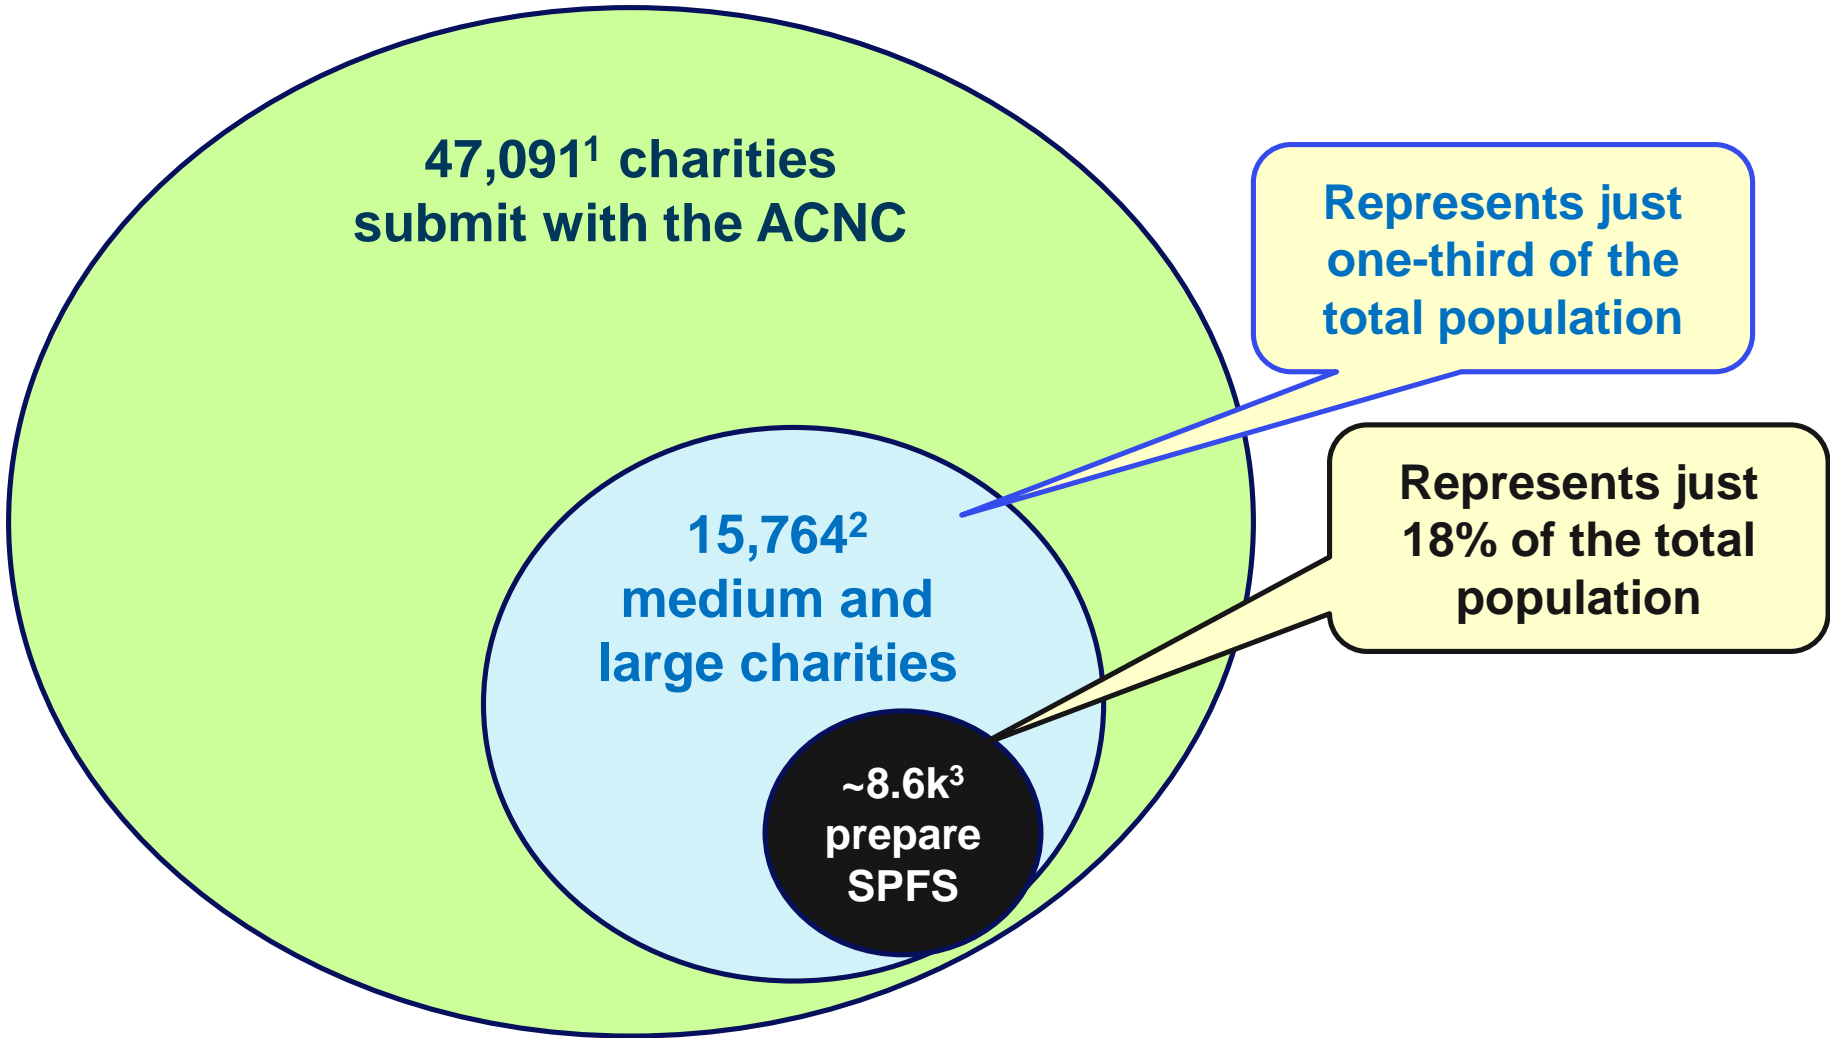 47,091¹ charities
submit with the ACNC
Represents just
one-third of the
total population
Represents just
18% of the total
population
15,764²
medium and
large charities
~8.6k³
prepare
SPFS